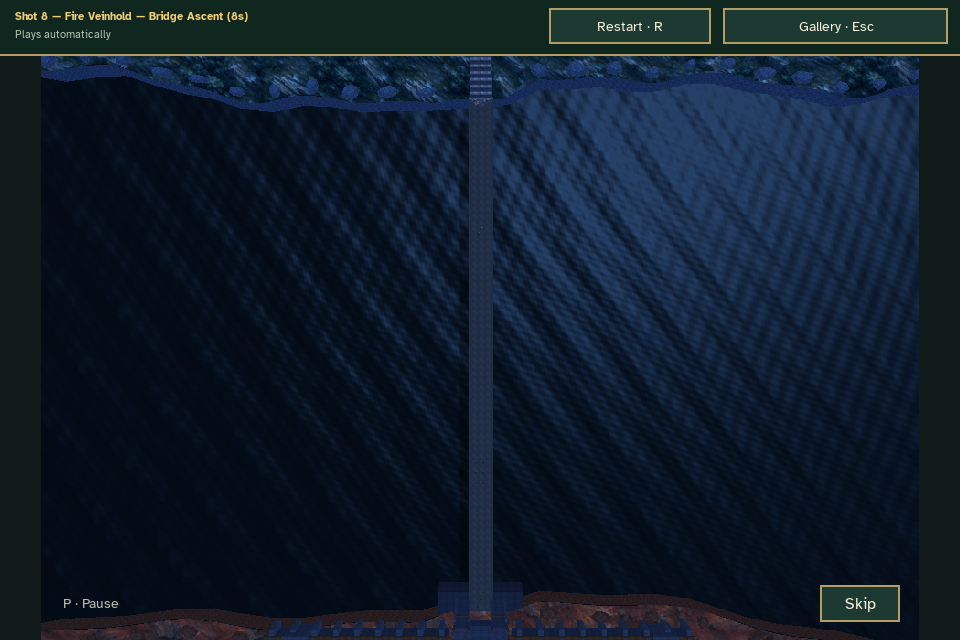 Shot 8 — Fire Veinhold — Bridge Ascent (8s)
Plays automatically
Restart · R
Gallery · Esc
P · Pause
Skip